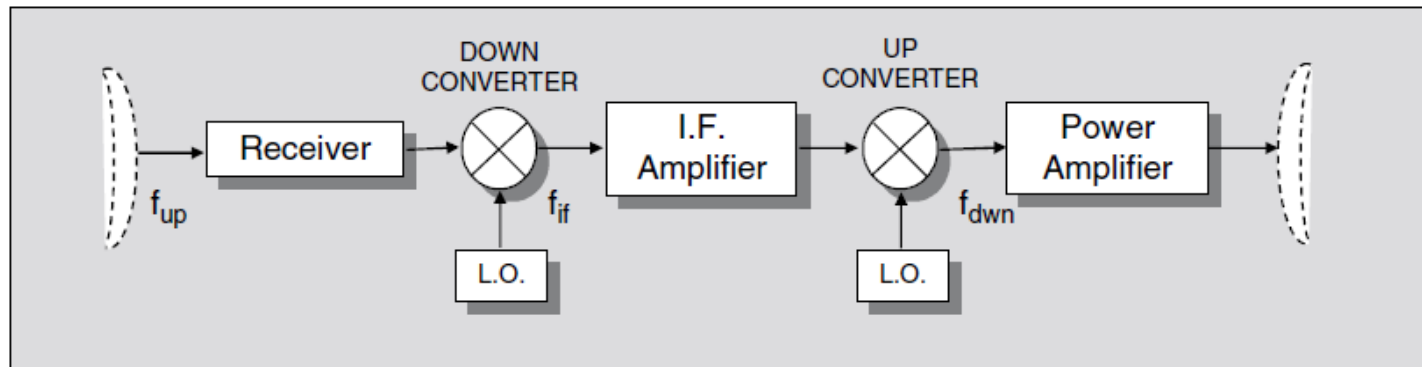 DOWN
CONVERTER
UP
CONVERTER
Receiver
I.F.
Amplifier
Power
Amplifier
f_up
f_if
f_dwn
L.O.
L.O.